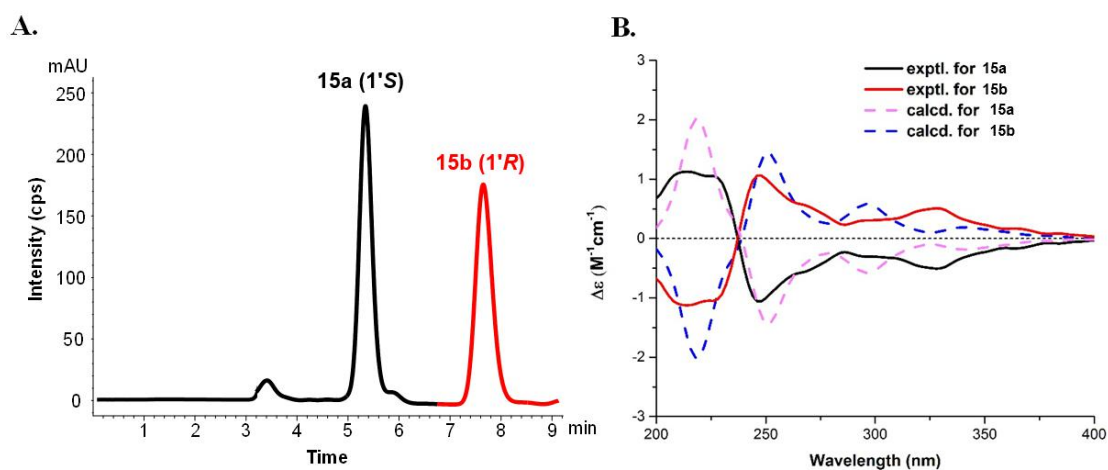 A.
mAU
250
200
150
100
50
0
Intensity (cps)
15a (1'S)
15b (1'R)
1 2 3 4 5 6 7 8 9 min
Time
B.
3
2
1
0
-1
-2
-3
Δε (M⁻¹cm⁻¹)
exptl. for 15a
exptl. for 15b
calcd. for 15a
calcd. for 15b
200 250 300 350 400
Wavelength (nm)